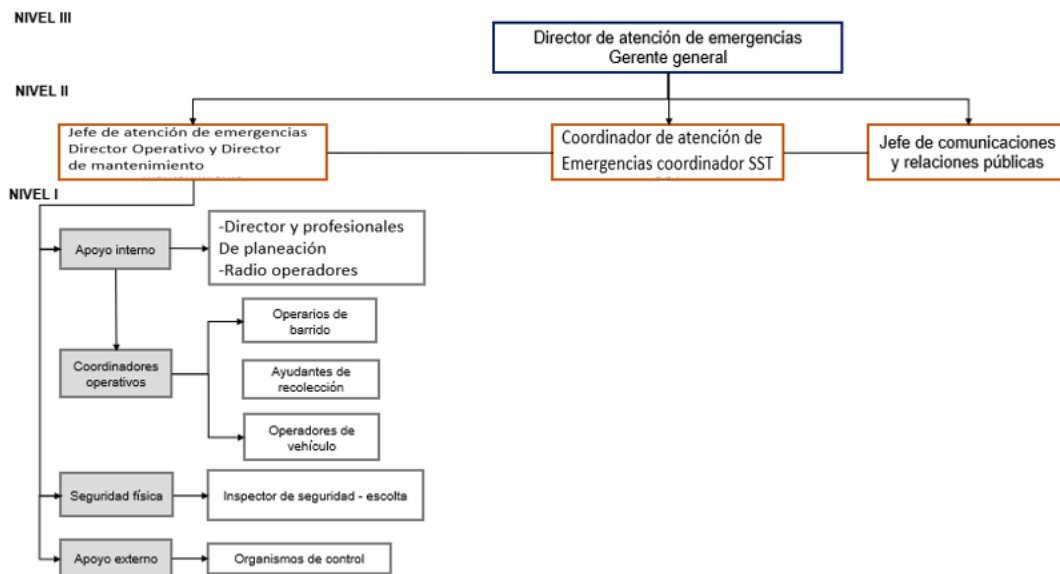 NIVEL III
Director de atención de emergencias
Gerente general
NIVEL II
Jefe de atención de emergencias
Director Operativo y Director
de mantenimiento
Coordinador de atención de
Emergencias coordinador SST
Jefe de comunicaciones
y relaciones públicas
NIVEL I
Apoyo interno
-Director y profesionales
De planeación
-Radio operadores
Operarios de
barrido
Coordinadores
operativos
Ayudantes de
recolección
Operadores de
vehículo
Seguridad física
Inspector de seguridad - escolta
Apoyo externo
Organismos de control